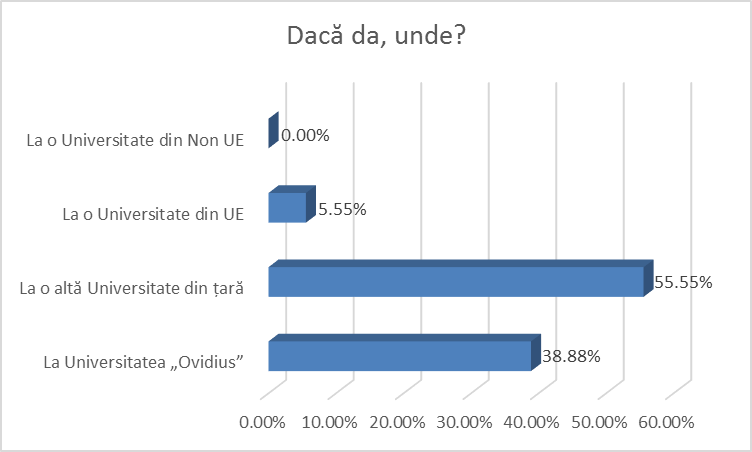 Dacă da, unde?
La o Universitate din Non UE
0.00%
La o Universitate din UE
5.55%
La o altă Universitate din țară
55.55%
La Universitatea „Ovidius”
38.88%
0.00% 10.00% 20.00% 30.00% 40.00% 50.00% 60.00%